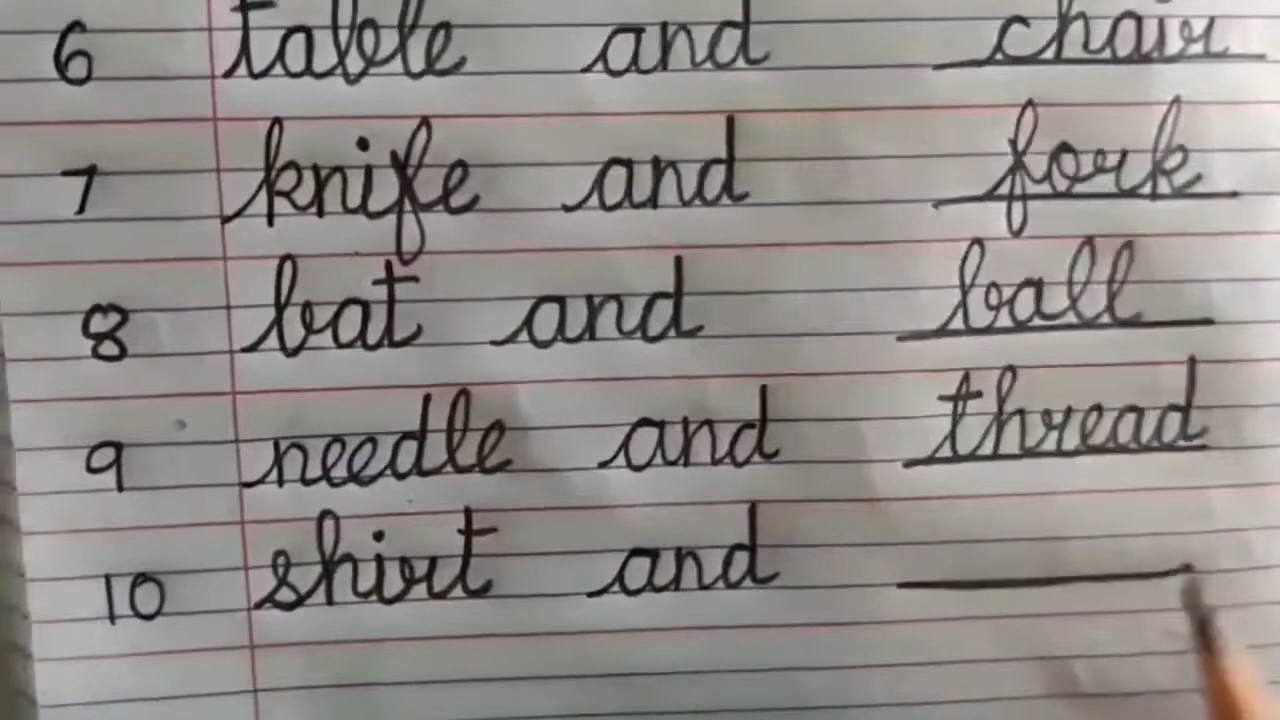 6 table and chair
7 knife and fork
8 bat and ball
9 needle and thread
10 shirt and